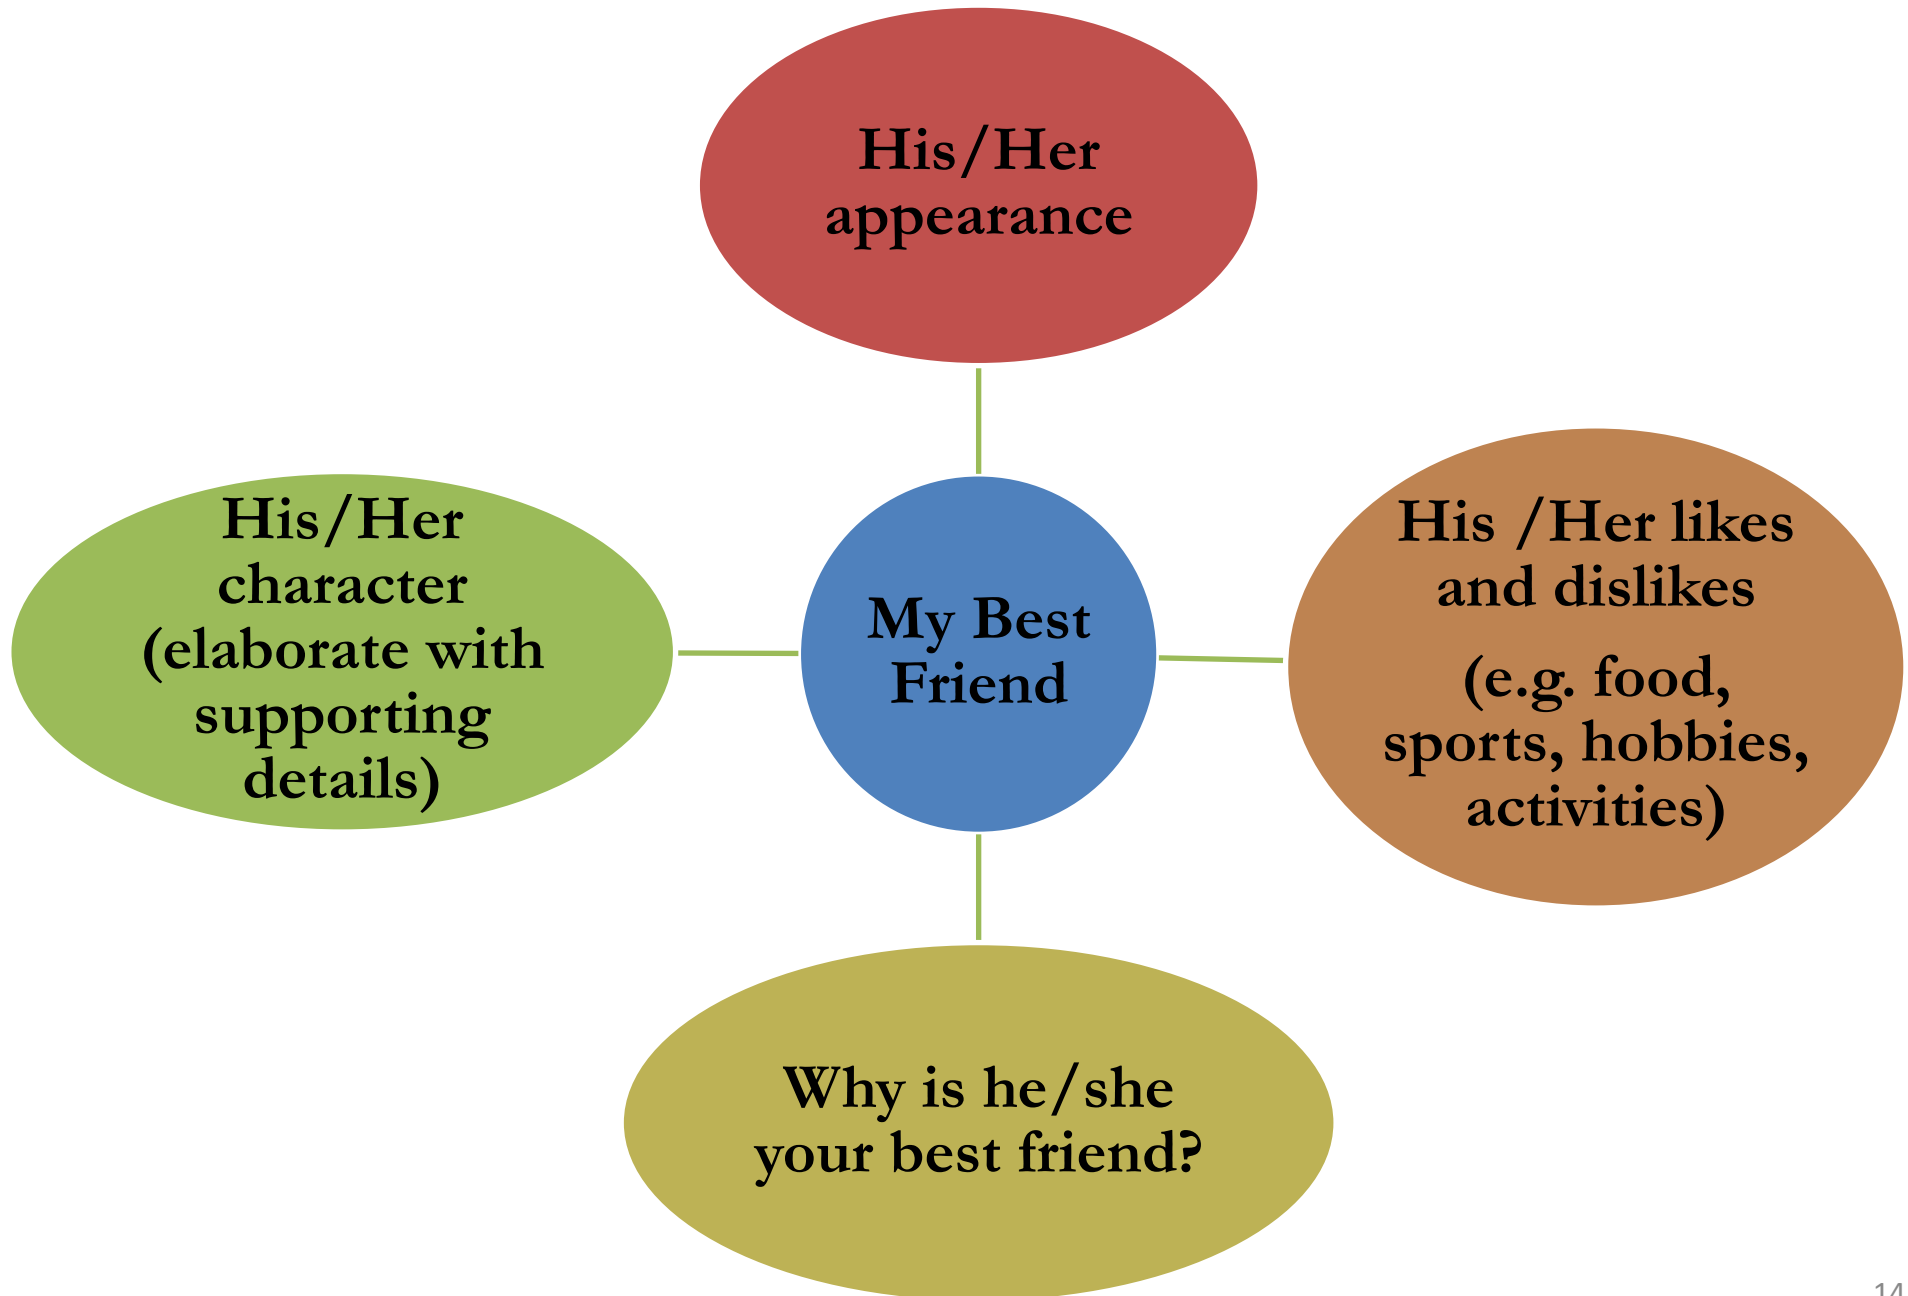 His/Her
appearance
His/Her
character
(elaborate with
supporting
details)
My Best
Friend
His /Her likes
and dislikes
(e.g. food,
sports, hobbies,
activities)
Why is he/she
your best friend?
14